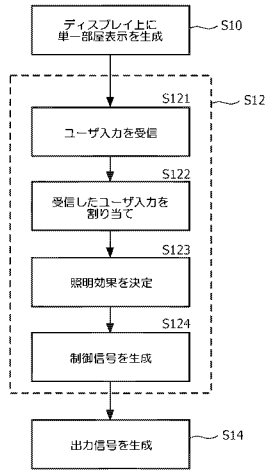 ディスプレイ上に
単一部屋表示を生成
S10
S12
S121
ユーザ入力を受信
S122
受信したユーザ入力を
割り当て
S123
照明効果を決定
S124
制御信号を生成
出力信号を生成
S14